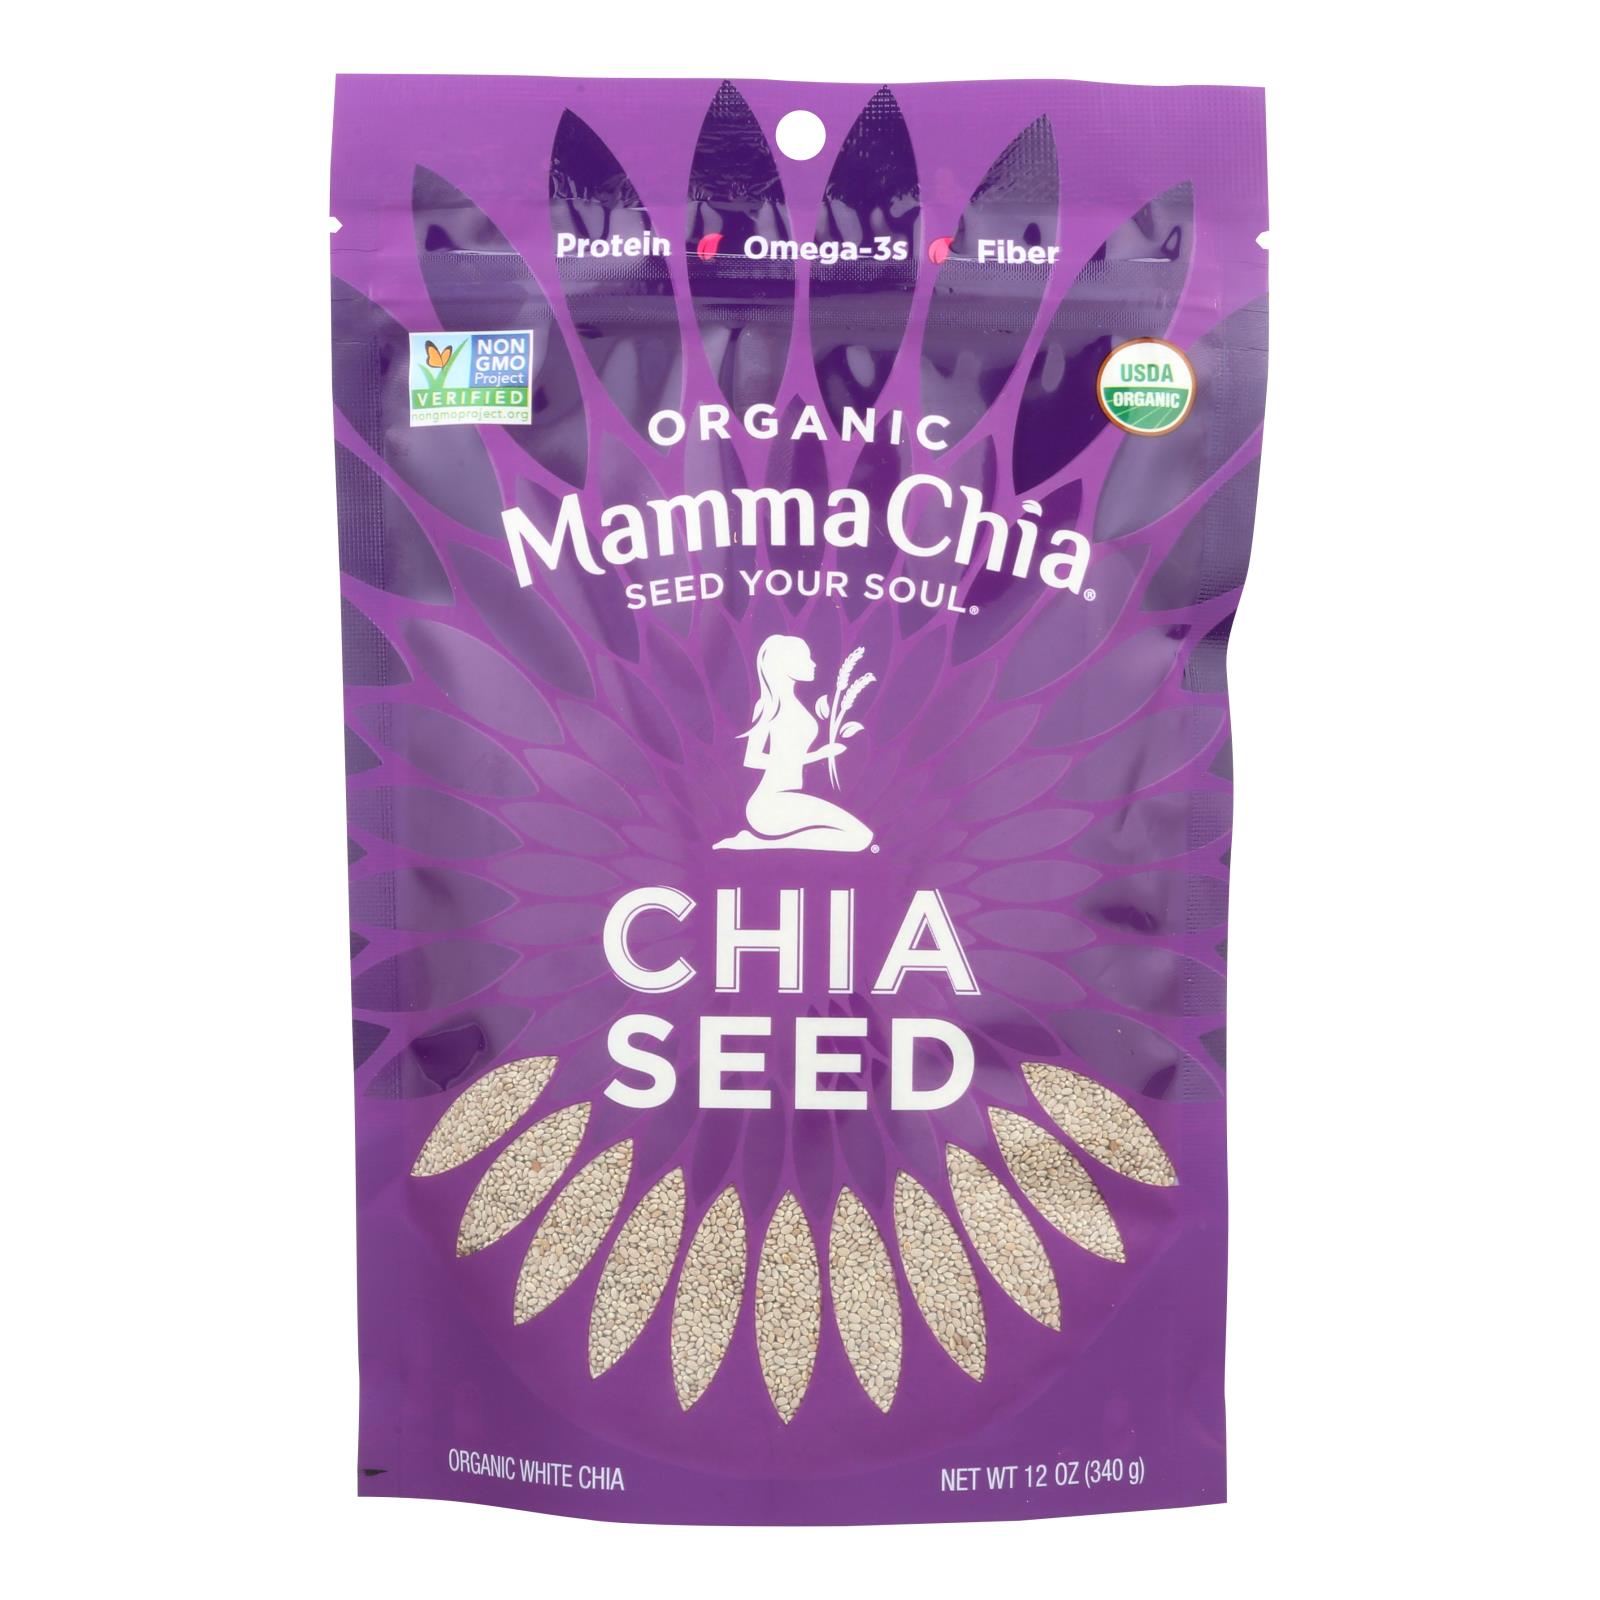 Protein Omega-3s Fiber
NON
GMO
Project
VERIFIED
nongmoproject.org
USDA
ORGANIC
ORGANIC
Mamma Chia®
SEED YOUR SOUL®
®
CHIA
SEED
ORGANIC WHITE CHIA
NET WT 12 OZ (340 g)